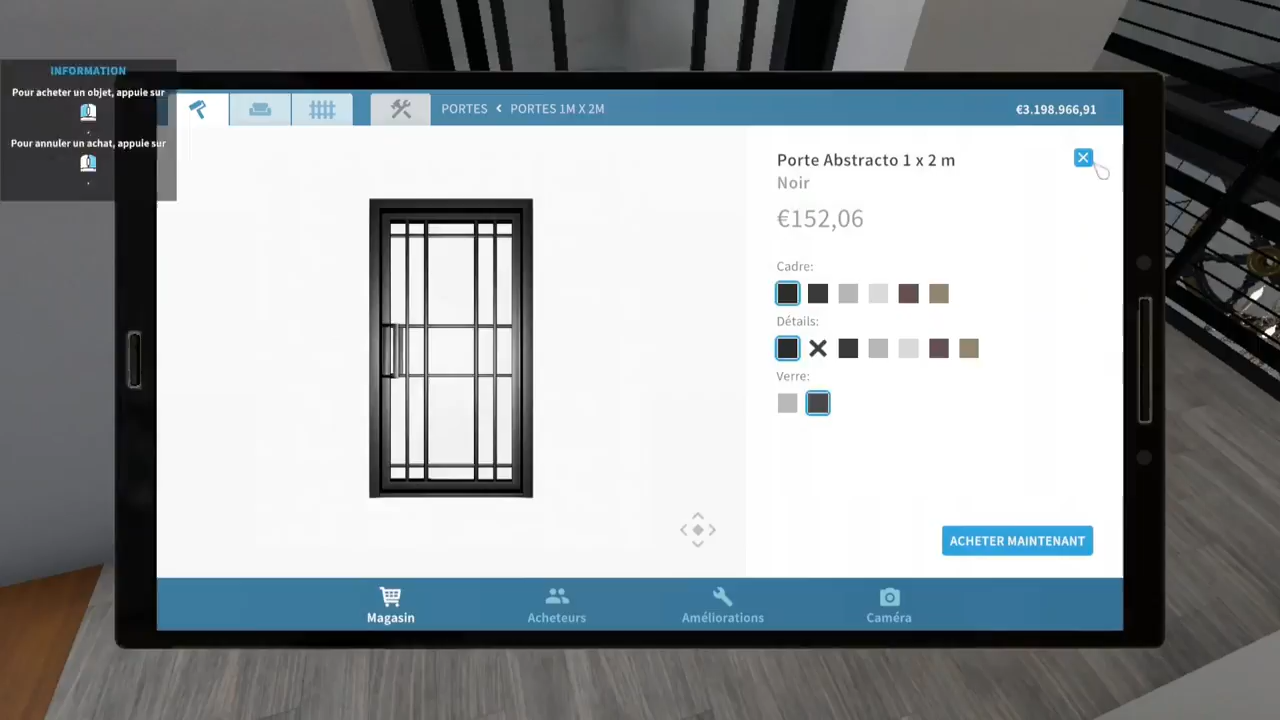 INFORMATION
Pour acheter un objet, appuie sur
.
Pour annuler un achat, appuie sur
.
PORTES < PORTES 1M X 2M
€3.198.966,91
Porte Abstracto 1 x 2 m
Noir
€152,06
Cadre:
Détails:
Verre:
ACHETER MAINTENANT
Magasin
Acheteurs
Améliorations
Caméra